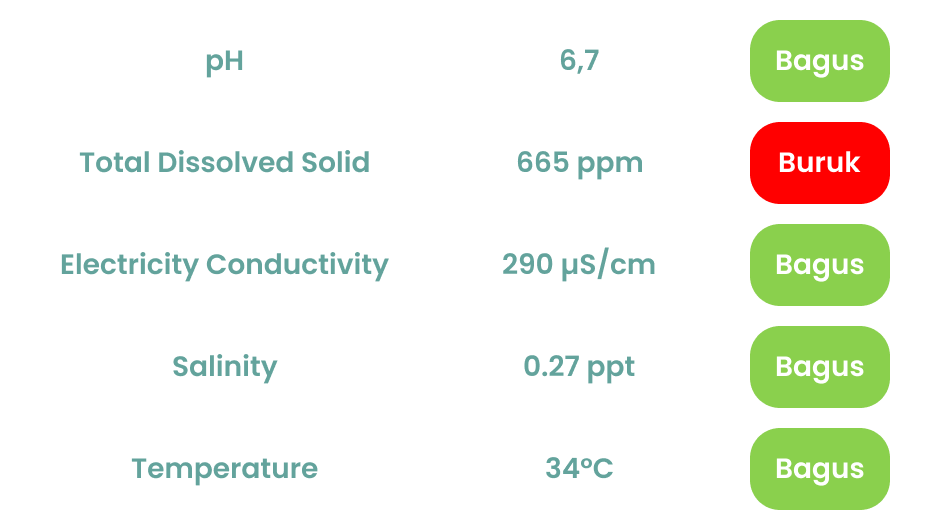 pH 6,7 Bagus
Total Dissolved Solid 665 ppm Buruk
Electricity Conductivity 290 µS/cm Bagus
Salinity 0.27 ppt Bagus
Temperature 34°C Bagus